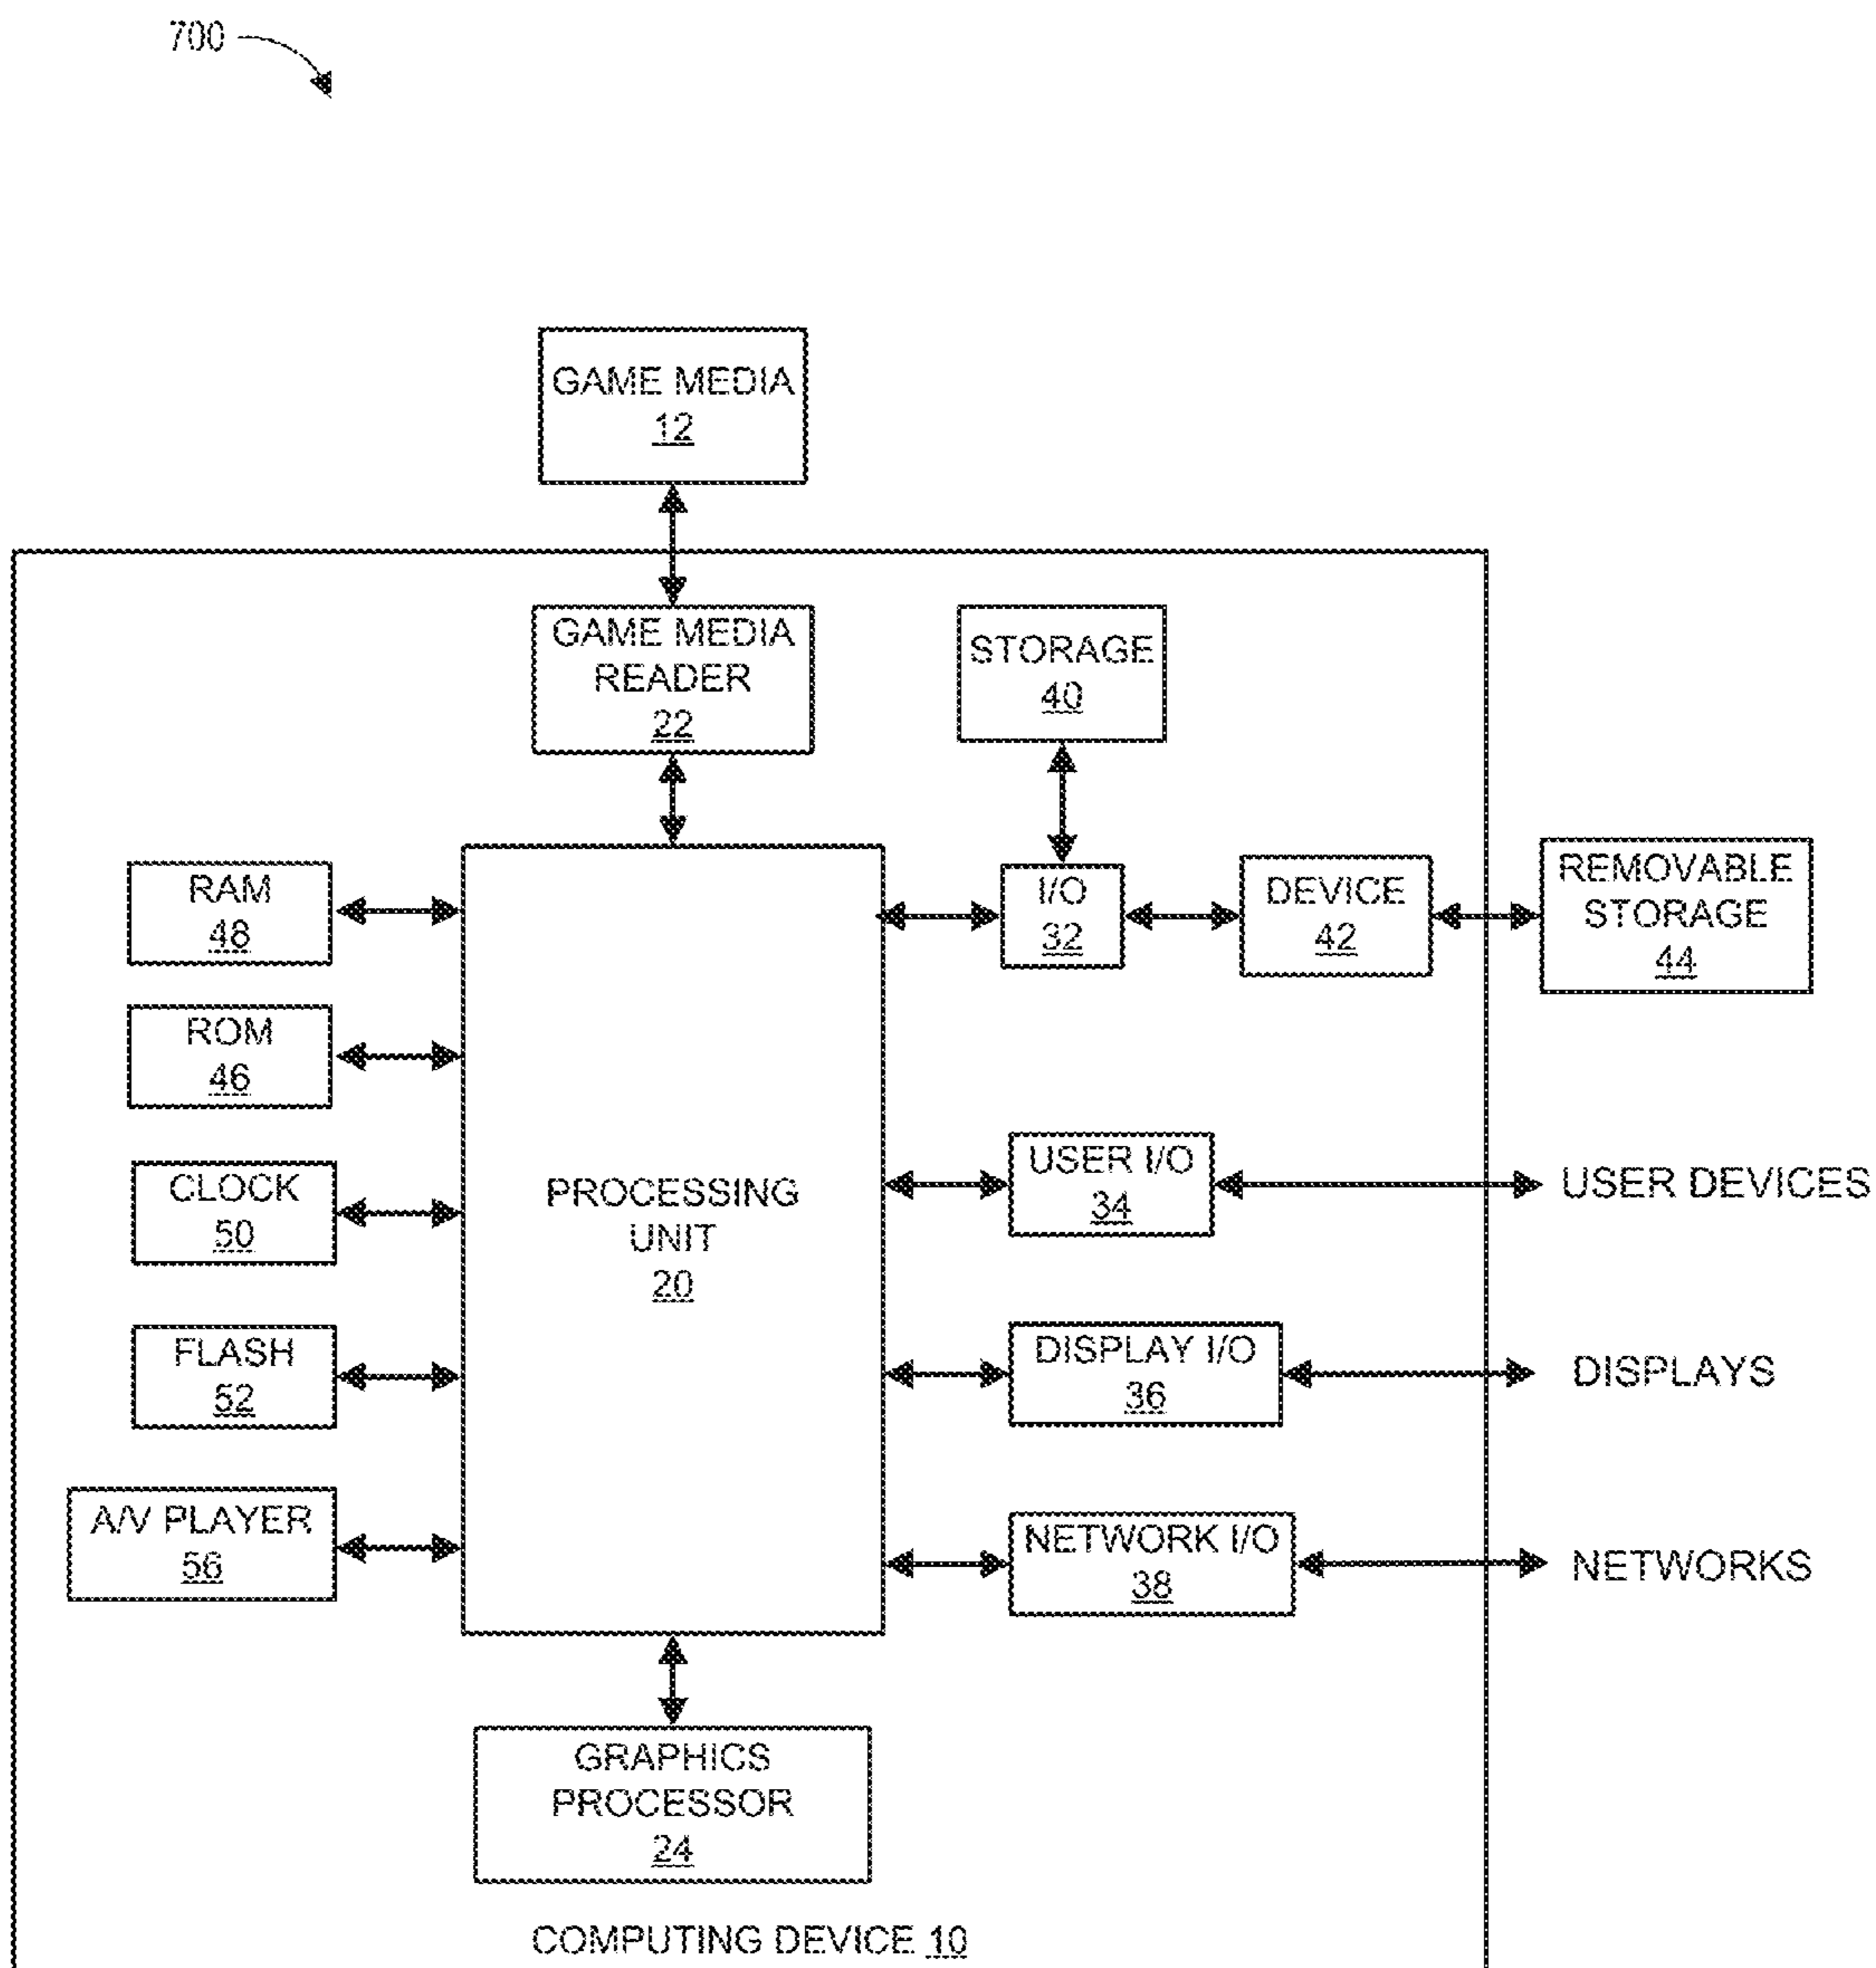 700
GAME MEDIA
12
GAME MEDIA
READER
22
STORAGE
40
RAM
48
I/O
32
DEVICE
42
REMOVABLE
STORAGE
44
ROM
46
CLOCK
50
PROCESSING
UNIT
20
USER I/O
34
USER DEVICES
FLASH
52
DISPLAY I/O
36
DISPLAYS
A/V PLAYER
56
NETWORK I/O
38
NETWORKS
GRAPHICS
PROCESSOR
24
COMPUTING DEVICE 10